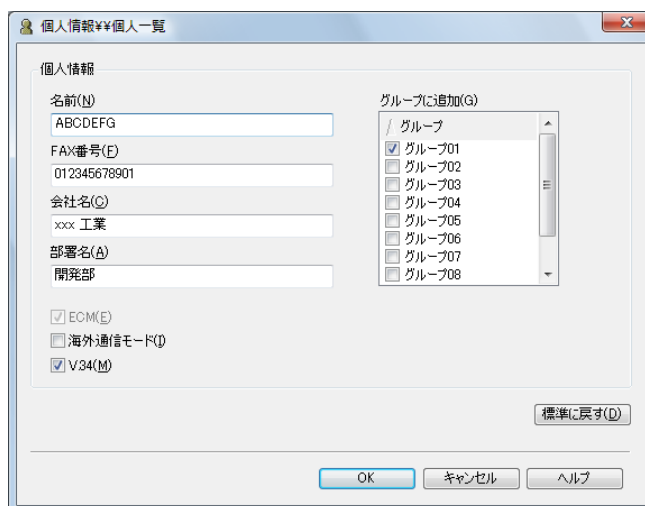 個人情報¥¥個人一覧
個人情報
名前(N)
ABCDEFG
FAX番号(F)
012345678901
会社名(C)
xxx 工業
部署名(A)
開発部
ECM(E)
海外通信モード(I)
V.34(M)
グループに追加(G)
/ グループ
グループ01
グループ02
グループ03
グループ04
グループ05
グループ06
グループ07
グループ08
標準に戻す(D)
OK
キャンセル
ヘルプ